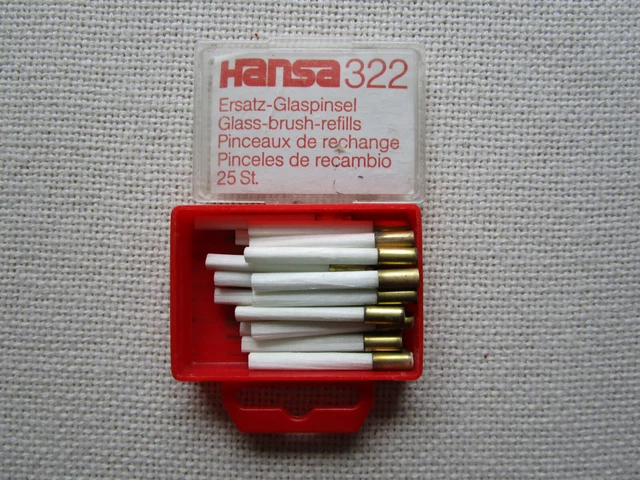 Hansa 322
Ersatz-Glaspinsel
Glass-brush-refills
Pinceaux de rechange
Pinceles de recambio
25 St.